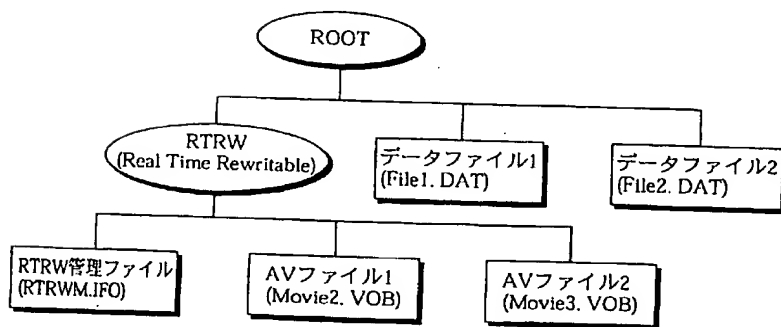 ROOT
RTRW
(Real Time Rewritable)
データファイル1
(File1. DAT)
データファイル2
(File2. DAT)
RTRW管理ファイル
(RTRWM.IFO)
AVファイル1
(Movie2. VOB)
AVファイル2
(Movie3. VOB)